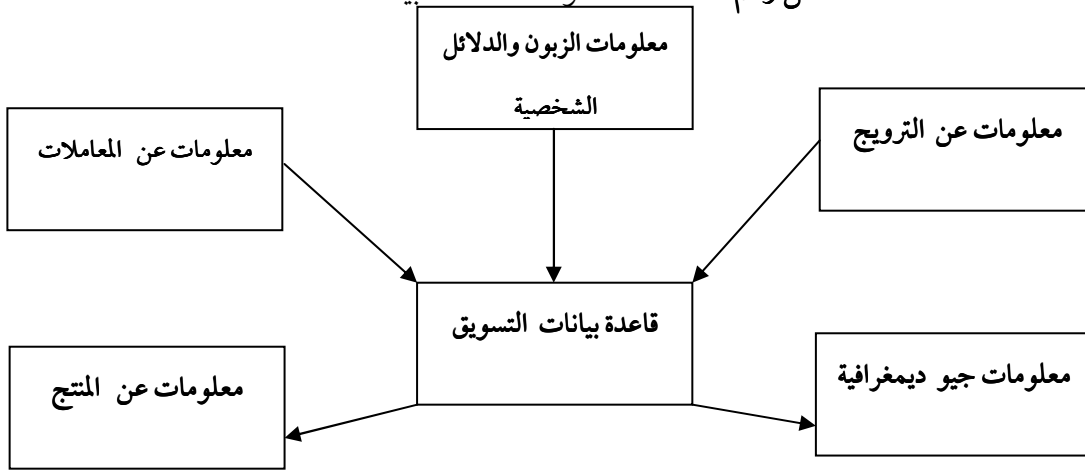 معلومات الزبون والدلائل
الشخصية
معلومات عن الترويج
معلومات عن المعاملات
قاعدة بيانات التسويق
معلومات جيو ديمغرافية
معلومات عن المنتج